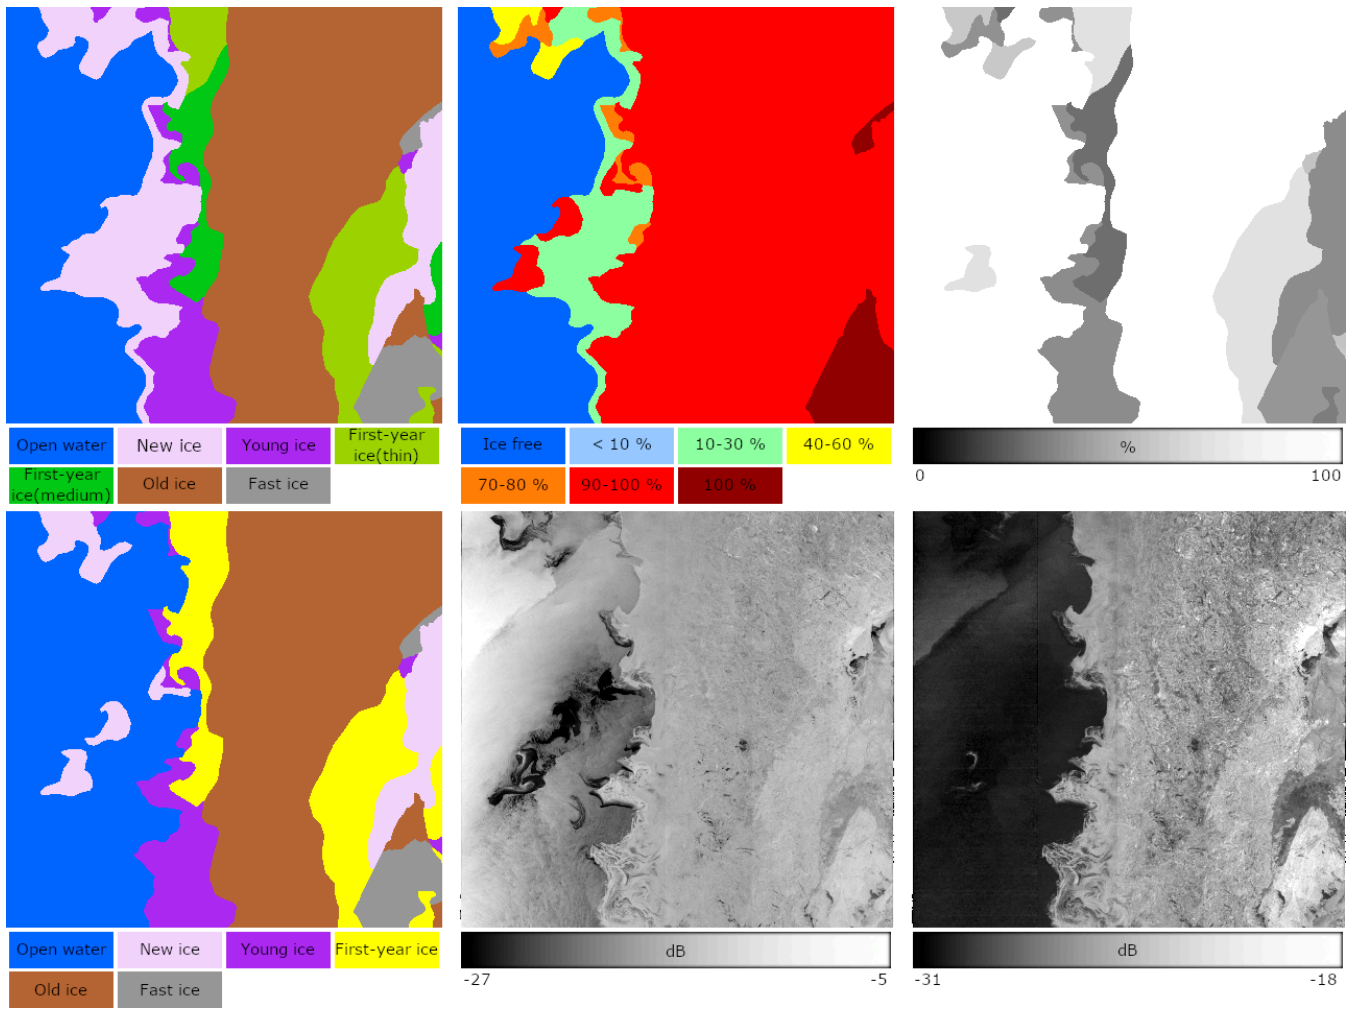 Open water New ice Young ice First-year
ice(thin)
First-year
ice(medium) Old ice Fast ice
Ice free < 10 % 10-30 % 40-60 %
70-80 % 90-100 % 100 %
%
0 100
Open water New ice Young ice First-year ice
Old ice Fast ice
dB
-27 -5
dB
-31 -18